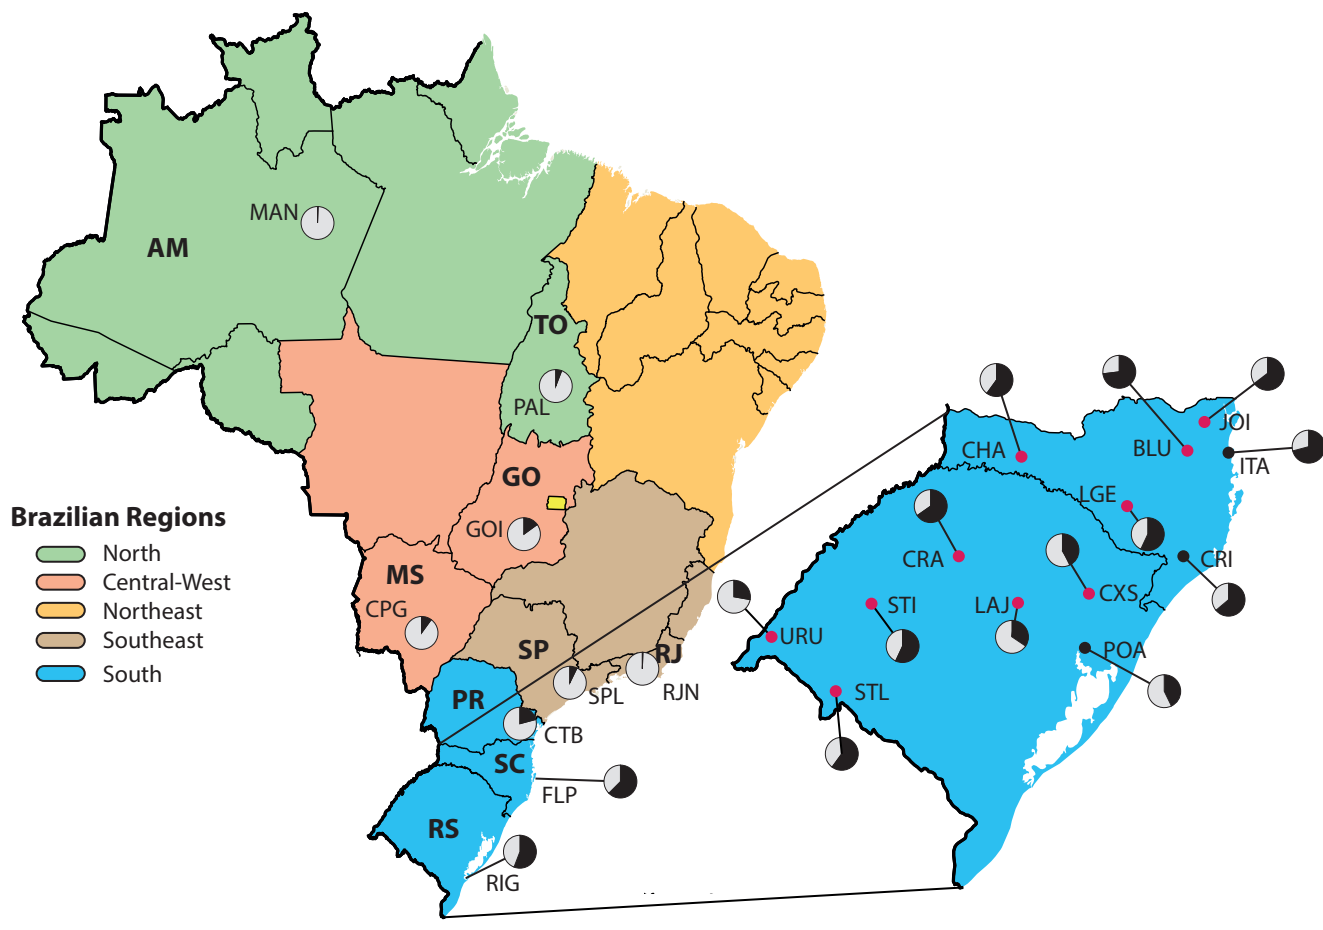 MAN
AM
TO
PAL
GO
GOI
MS
CPG
SP
RJ
SPL
RJN
PR
CTB
SC
FLP
RS
RIG
Brazilian Regions
North
Central-West
Northeast
Southeast
South
CHA
BLU
JOI
ITA
LGE
CRA
CRI
CXS
STI
LAJ
URU
POA
STL